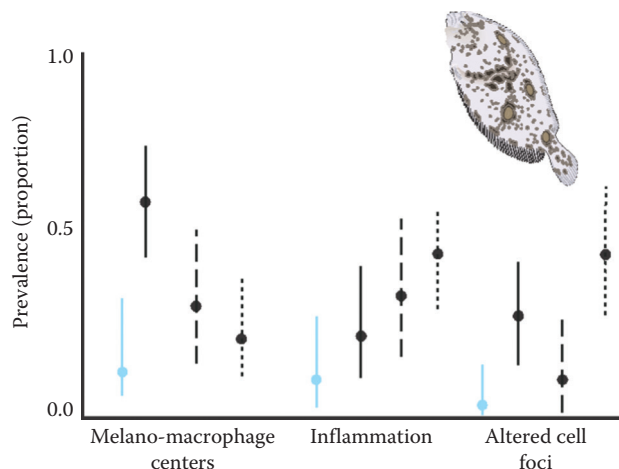 1.0
0.5
0.0
Prevalence (proportion)
Melano-macrophage
centers
Inflammation
Altered cell
foci